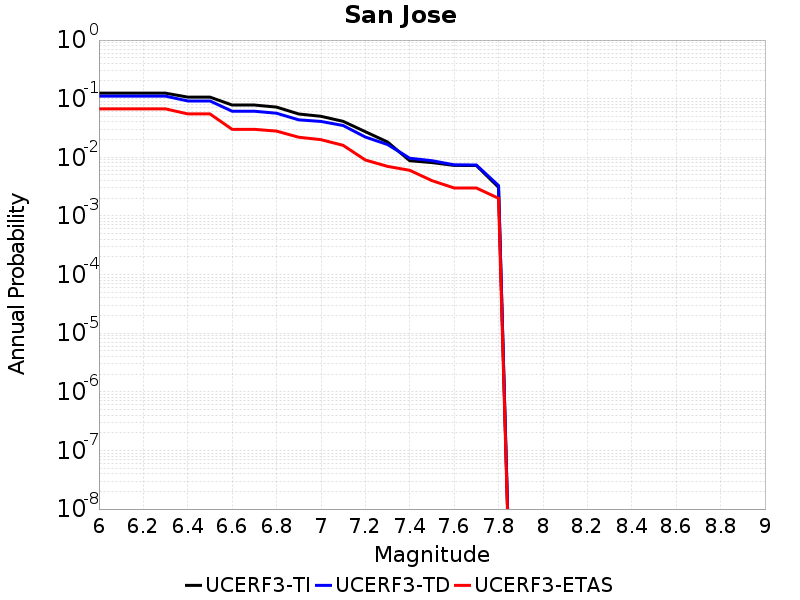 San Jose
10^0
10^-1
10^-2
10^-3
10^-4
10^-5
10^-6
10^-7
10^-8
Annual Probability
6 6.2 6.4 6.6 6.8 7 7.2 7.4 7.6 7.8 8 8.2 8.4 8.6 8.8 9
Magnitude
UCERF3-TI UCERF3-TD UCERF3-ETAS